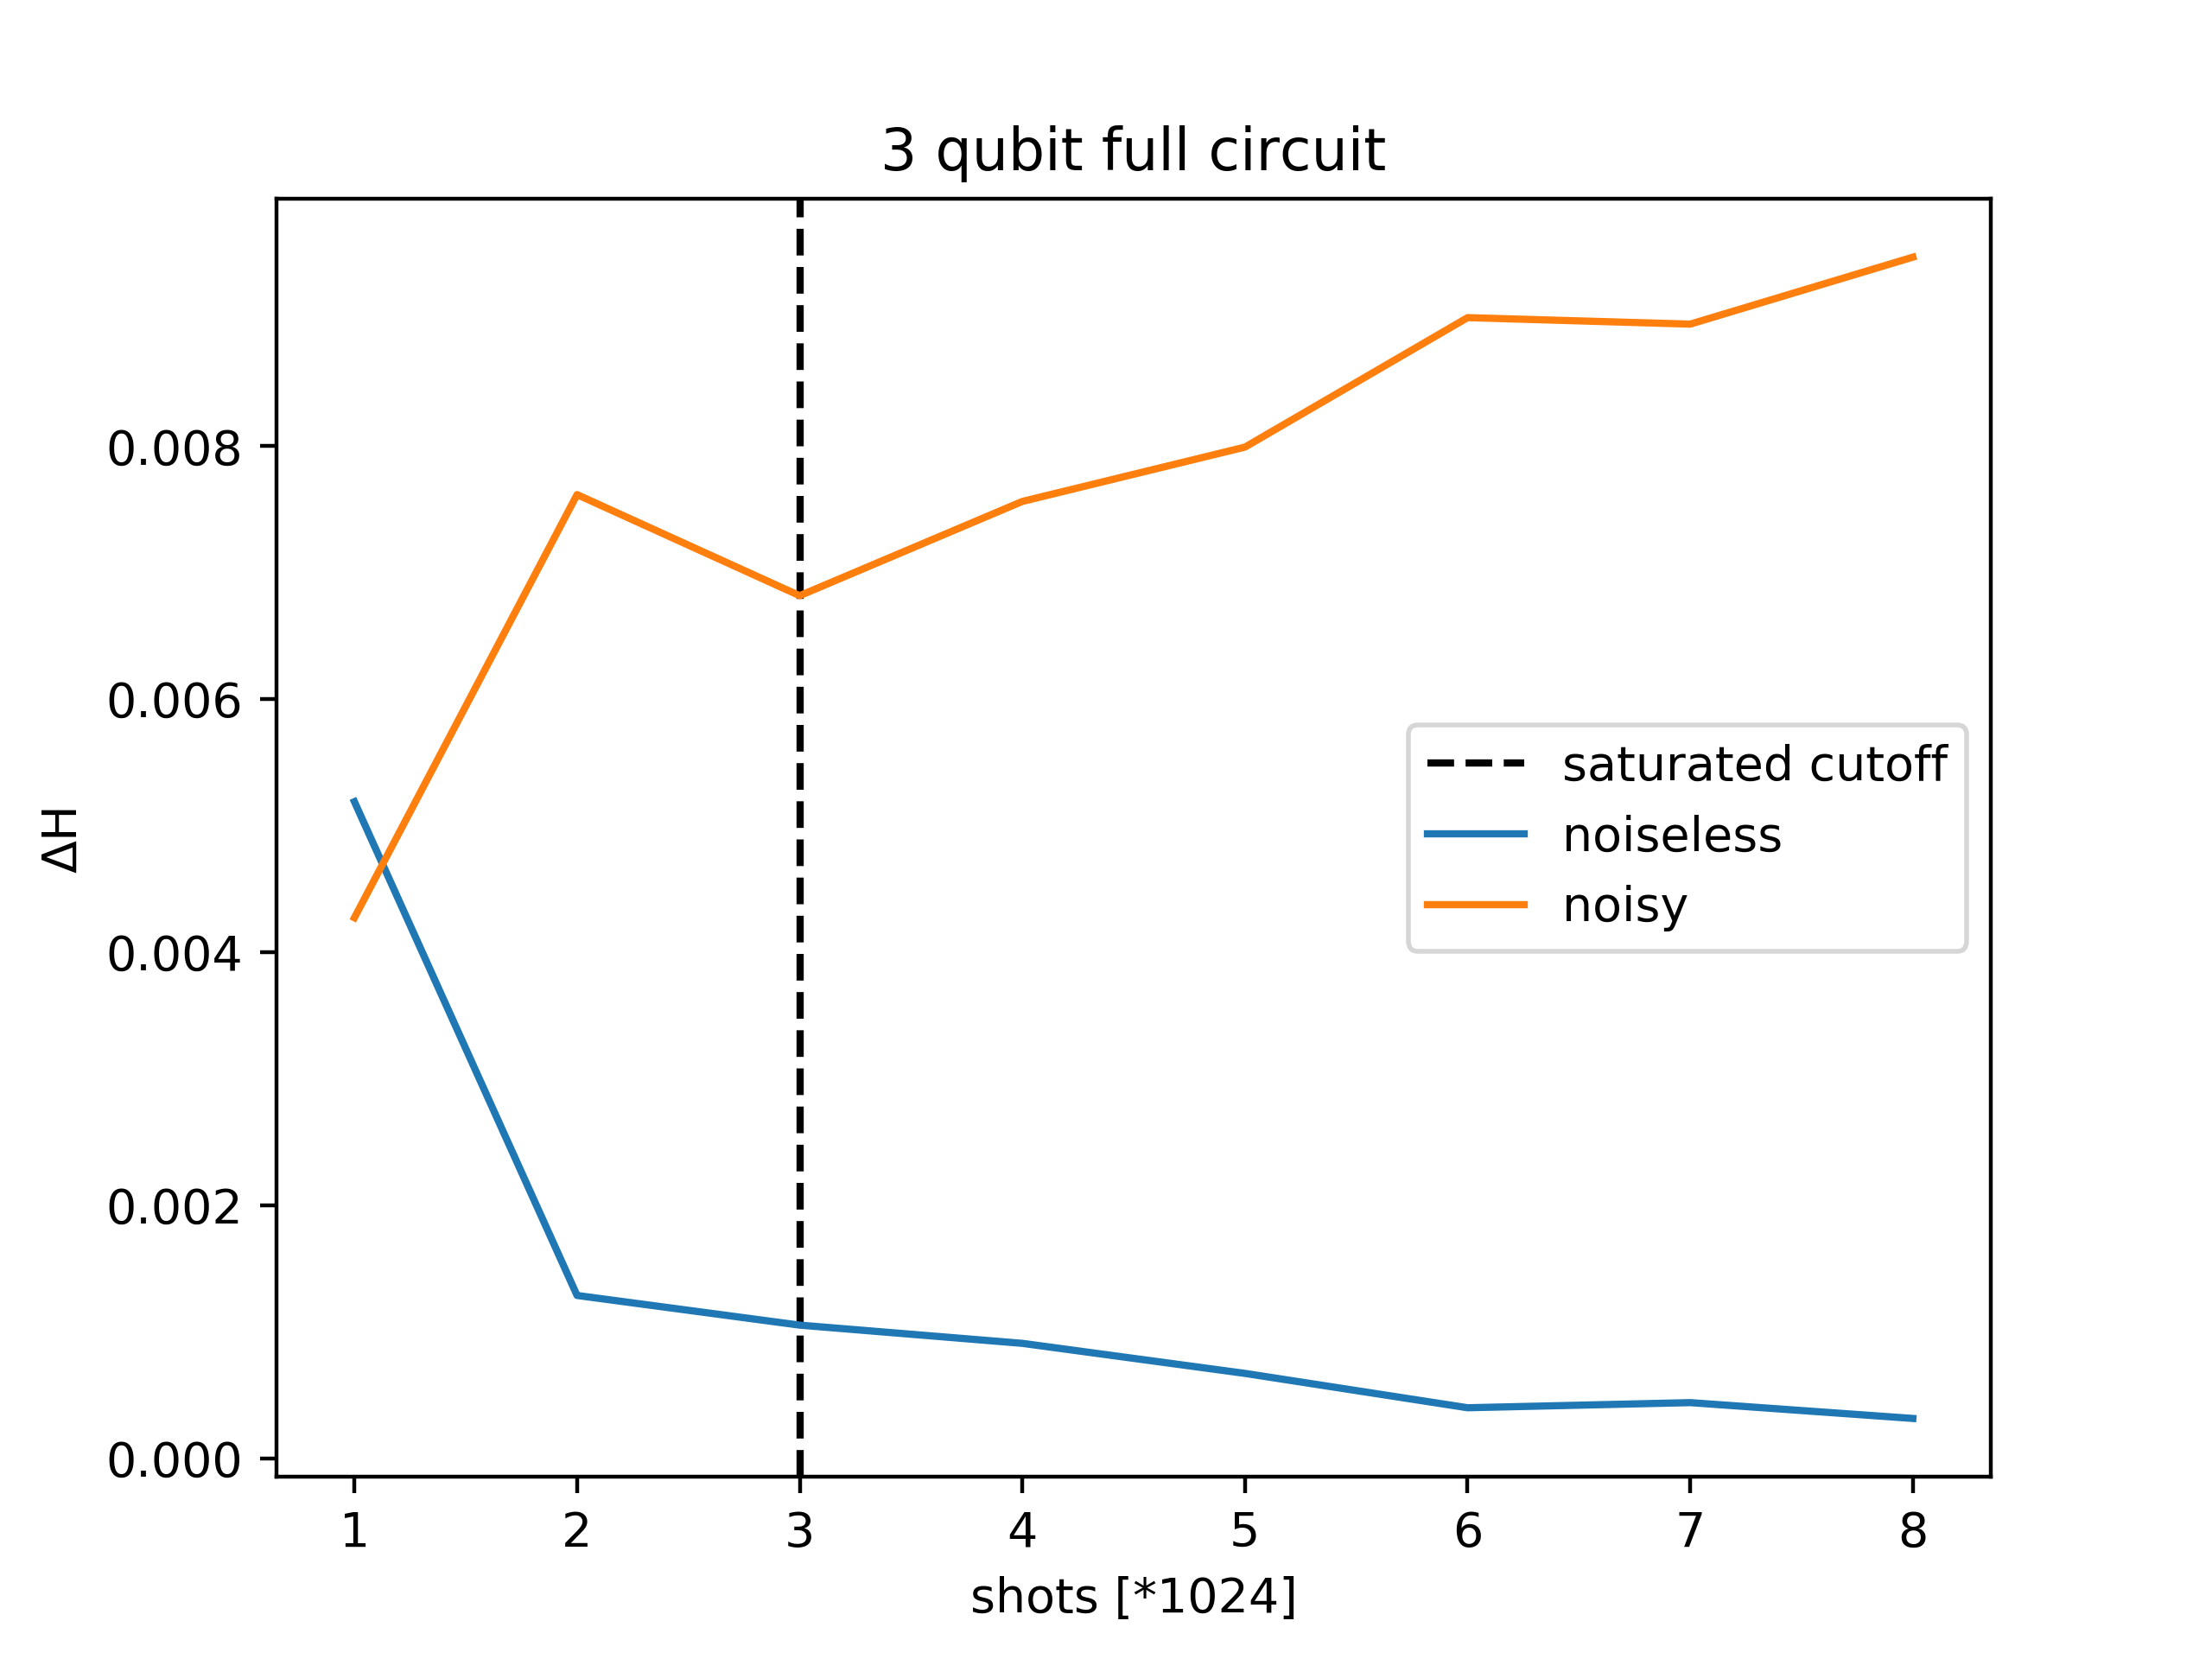 3 qubit full circuit
ΔH
0.008
0.006
0.004
0.002
0.000
saturated cutoff
noiseless
noisy
1 2 3 4 5 6 7 8
shots [*1024]